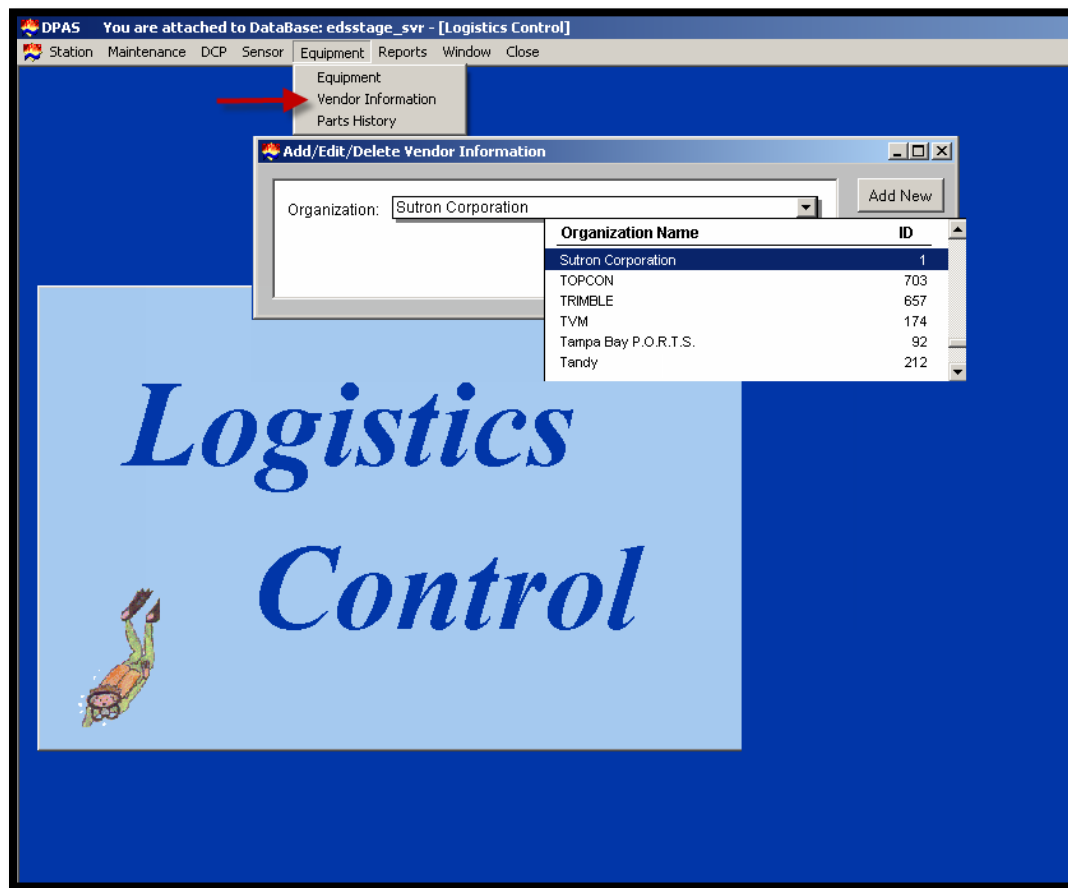 DPAS You are attached to DataBase: edsstage_svr - [Logistics Control]
Station Maintenance DCP Sensor Equipment Reports Window Close
Equipment
Vendor Information
Parts History
Add/Edit/Delete Vendor Information
Organization: Sutron Corporation
Add New
Organization Name ID
Sutron Corporation 1
TOPCON 703
TRIMBLE 657
TVM 174
Tampa Bay P.O.R.T.S. 92
Tandy 212
Logistics
Control